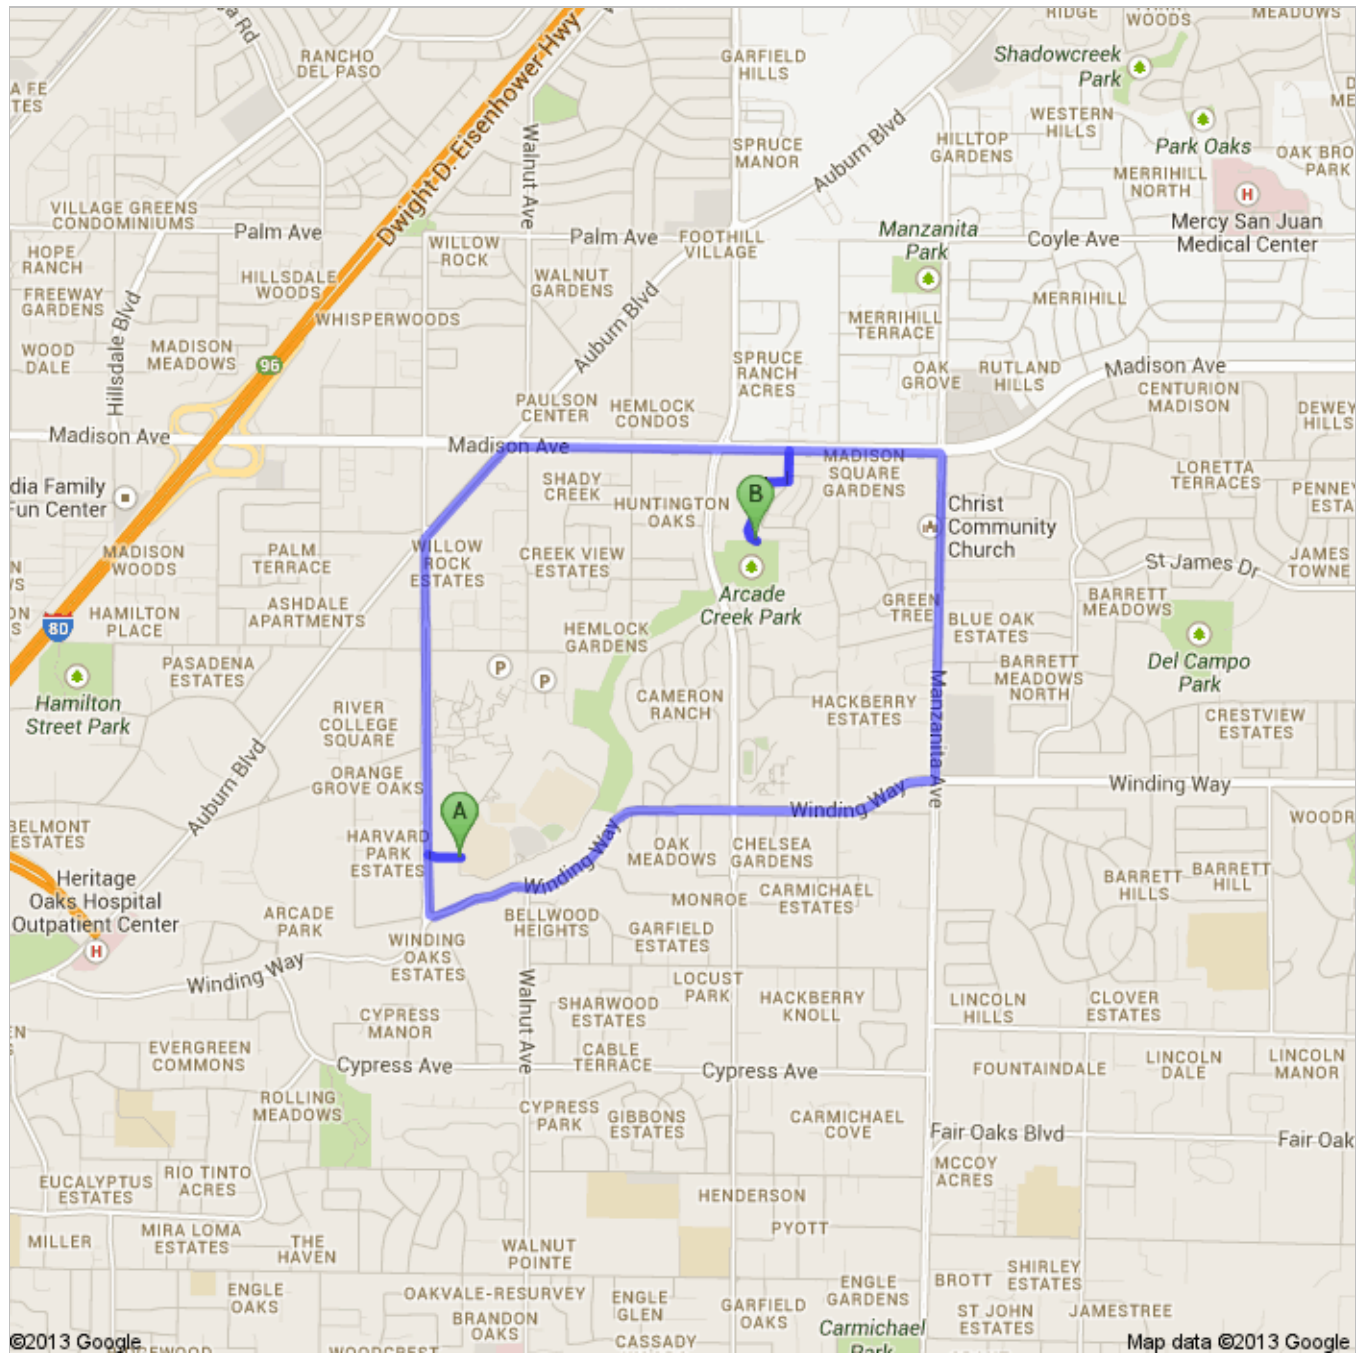 RIDGE
WOODS
MEADOWS
a Rd
RANCHO
DEL PASO
GARFIELD
HILLS
Shadowcreek
Park
Dwight D. Eisenhower Hwy
A FE
TES
WESTERN
HILLS
Park Oaks
Walnut Ave
SPRUCE
MANOR
Auburn Blvd
HILLTOP
GARDENS
OAK BRO
PARK
MERRIHILL
NORTH
H
Mercy San Juan
Medical Center
VILLAGE GREENS
CONDOMINIUMS
Palm Ave
WILLOW
ROCK
Palm Ave
FOOTHILL
VILLAGE
Manzanita
Park
Coyle Ave
HOPE
RANCH
HILLSDALE
WOODS
WALNUT
GARDENS
FREEWAY
GARDENS
MERRIHILL
Hillsdale Blvd
WHISPERWOODS
Auburn Blvd
MERRIHILL
TERRACE
WOOD
DALE
MADISON
MEADOWS
96
SPRUCE
RANCH
ACRES
OAK
GROVE
RUTLAND
HILLS
Madison Ave
CENTURION
MADISON
PAULSON
CENTER
HEMLOCK
CONDOS
DEWEY
HILLS
Madison Ave
Madison Ave
MADISON
SQUARE
GARDENS
LORETTA
TERRACES
dia Family
Fun Center
SHADY
CREEK
HUNTINGTON
OAKS
B
Christ
Community
Church
PENNEY
ESTA
MADISON
WOODS
PALM
TERRACE
WILLOW
ROCK
ESTATES
CREEK VIEW
ESTATES
St James Dr
JAMES
TOWNE
80
HAMILTON
PLACE
ASHDALE
APARTMENTS
Arcade
Creek Park
GREEN
TREE
BARRETT
MEADOWS
BLUE OAK
ESTATES
HEMLOCK
GARDENS
PASADENA
ESTATES
P
P
BARRETT
MEADOWS
NORTH
Del Campo
Park
Hamilton
Street Park
RIVER
COLLEGE
SQUARE
CAMERON
RANCH
HACKBERRY
ESTATES
Manzanita Ave
CRESTVIEW
ESTATES
Auburn Blvd
ORANGE
GROVE OAKS
Winding Way
Winding Way
A
BELMONT
ESTATES
HARVARD
PARK
ESTATES
Winding Way
OAK
MEADOWS
CHELSEA
GARDENS
WOODR
Heritage
Oaks Hospital
Outpatient Center
H
BARRETT
HILLS
BARRETT
HILL
MONROE
CARMICHAEL
ESTATES
ARCADE
PARK
BELLWOOD
HEIGHTS
GARFIELD
ESTATES
WINDING
OAKS
ESTATES
Winding Way
Walnut Ave
LOCUST
PARK
HACKBERRY
KNOLL
LINCOLN
HILLS
CLOVER
ESTATES
SHARWOOD
ESTATES
CYPRESS
MANOR
EN
EVERGREEN
COMMONS
CABLE
TERRACE
Cypress Ave
Cypress Ave
FOUNTAINDALE
LINCOLN
DALE
LINCOLN
MANOR
ROLLING
MEADOWS
CYPRESS
PARK
GIBBONS
ESTATES
CARMICHAEL
COVE
Fair Oaks Blvd
Fair Oak
EUCALYPTUS
ESTATES
RIO TINTO
ACRES
MCCOY
ACRES
HENDERSON
PYOTT
MILLER
MIRA LOMA
ESTATES
THE
HAVEN
WALNUT
POINTE
BROTT
SHIRLEY
ESTATES
ENGLE
OAKS
OAKVALE-RESURVEY
BRANDON
OAKS
ENGLE
GLEN
GARFIELD
OAKS
ENGLE
GARDENS
ST JOHN
ESTATES
JAMESTREE
Carmichael
Park
©2013 Google
WOODCREST
CASSADY
Map data ©2013 Google